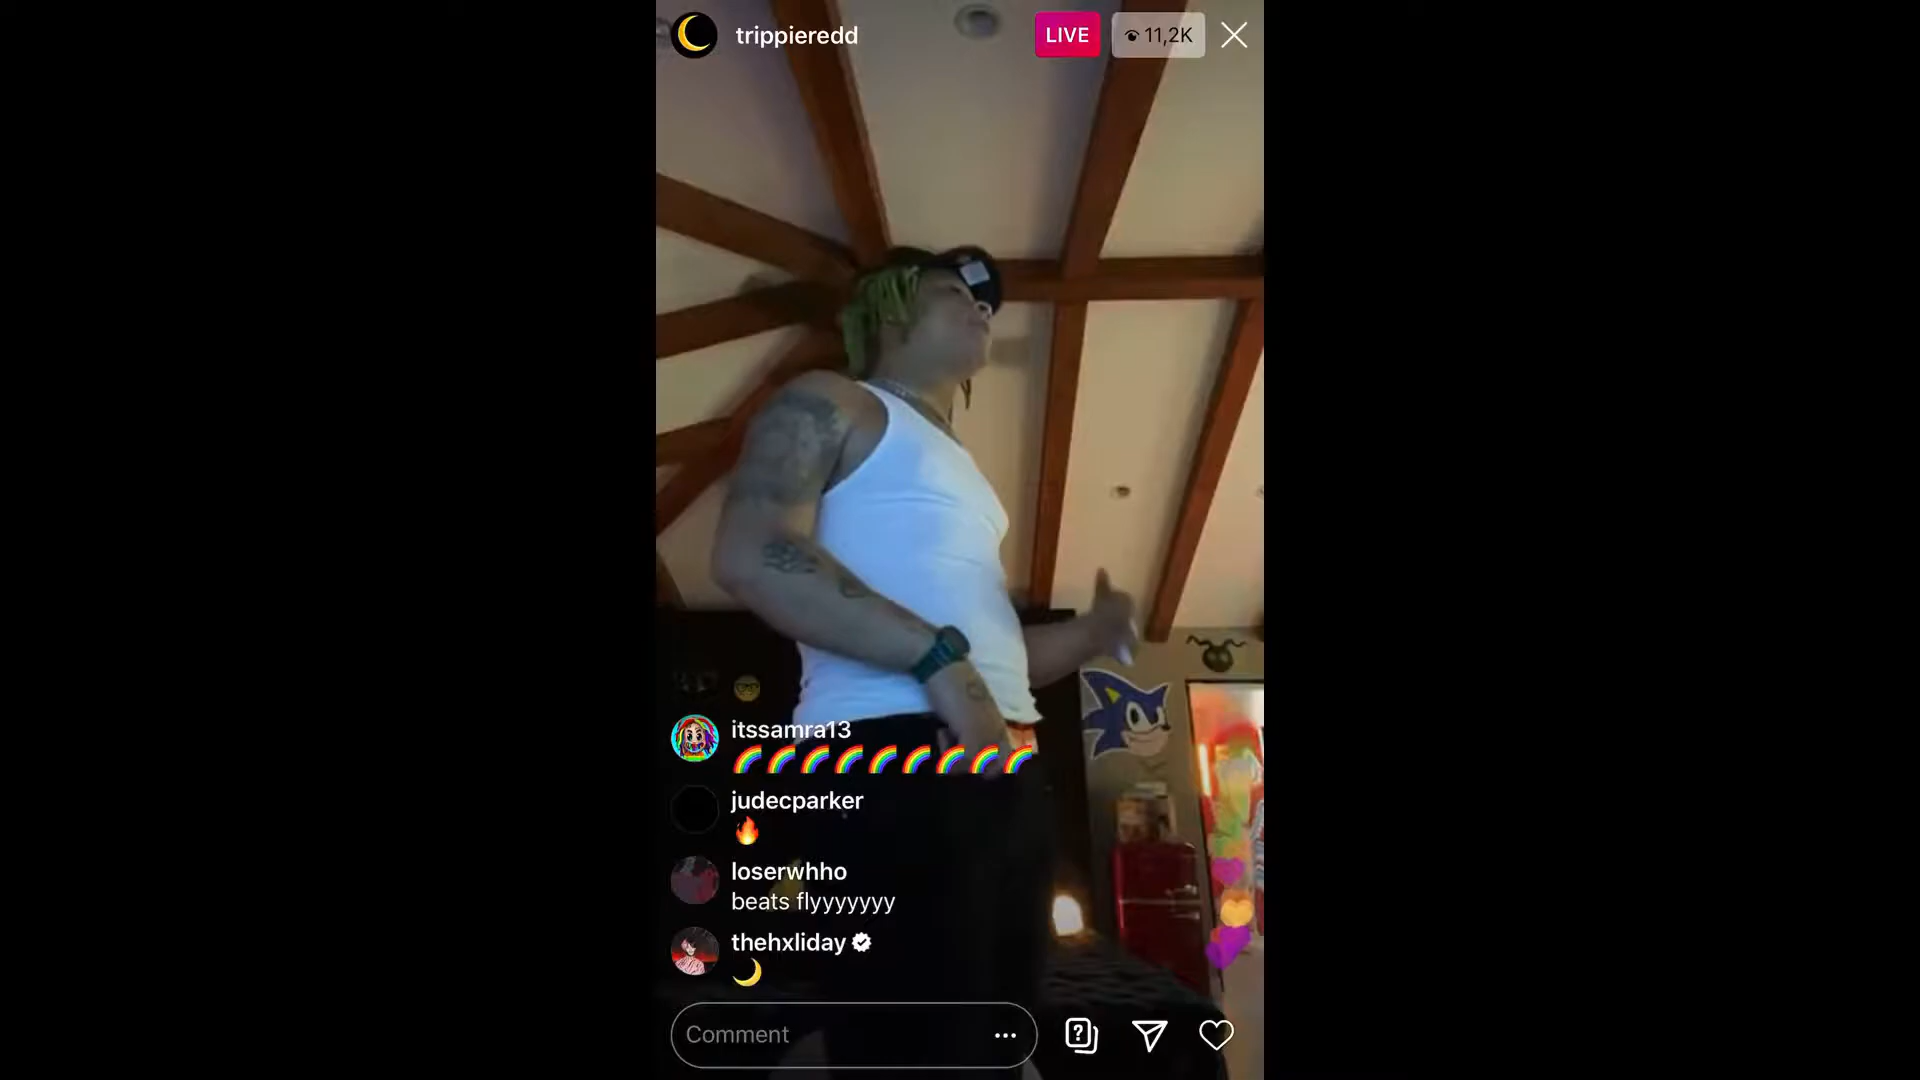 trippieredd
LIVE
11,2K
itssamra13
🌈🌈🌈🌈🌈🌈🌈🌈🌈
judecparker
🔥
loserwhho
beats flyyyyyyy
thehxliday
🌙
Comment